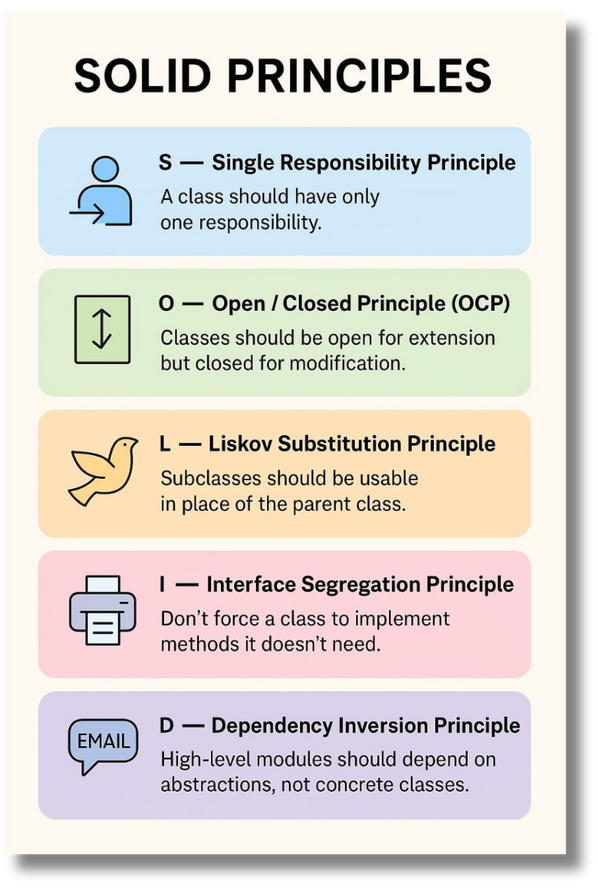 SOLID PRINCIPLES
S — Single Responsibility Principle
A class should have only
one responsibility.
O — Open / Closed Principle (OCP)
Classes should be open for extension
but closed for modification.
L — Liskov Substitution Principle
Subclasses should be usable
in place of the parent class.
I — Interface Segregation Principle
Don't force a class to implement
methods it doesn't need.
EMAIL
D — Dependency Inversion Principle
High-level modules should depend on
abstractions, not concrete classes.